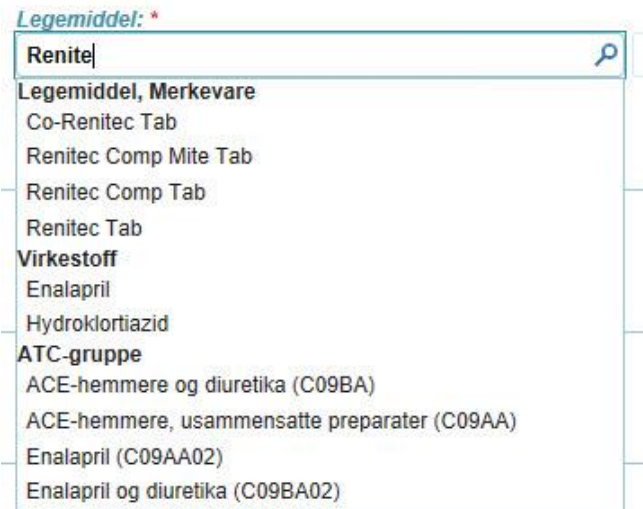 Legemiddel: *
Renite
Legemiddel, Merkevare
Co-Renitec Tab
Renitec Comp Mite Tab
Renitec Comp Tab
Renitec Tab
Virkestoff
Enalapril
Hydroklortiazid
ATC-gruppe
ACE-hemmere og diuretika (C09BA)
ACE-hemmere, usammensatte preparater (C09AA)
Enalapril (C09AA02)
Enalapril og diuretika (C09BA02)